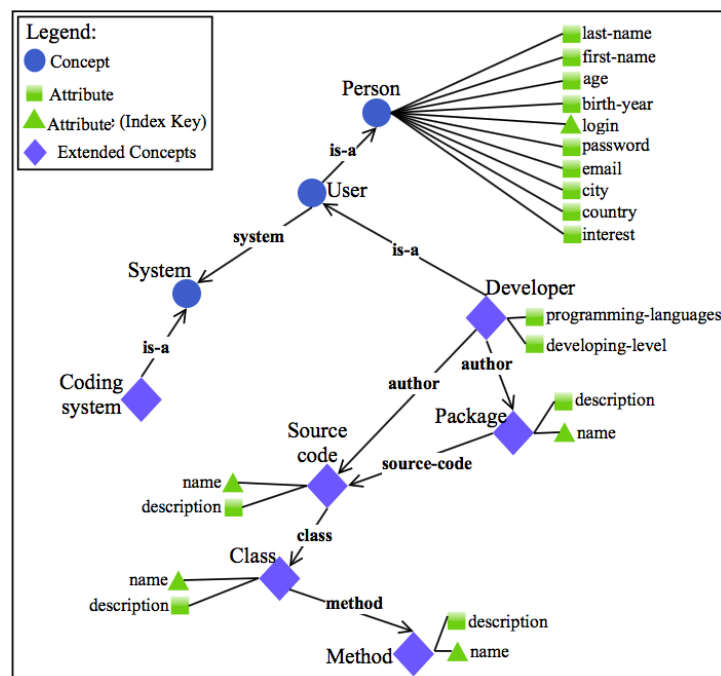 Legend:
Concept
Attribute
Attribute: (Index Key)
Extended Concepts
last-name
first-name
age
birth-year
login
password
email
city
country
interest
Person
is-a
User
system
is-a
System
Developer
programming-languages
developing-level
is-a
author
author
Coding
system
Package
description
name
Source
code
source-code
name
description
class
Class
name
description
method
description
Method
name